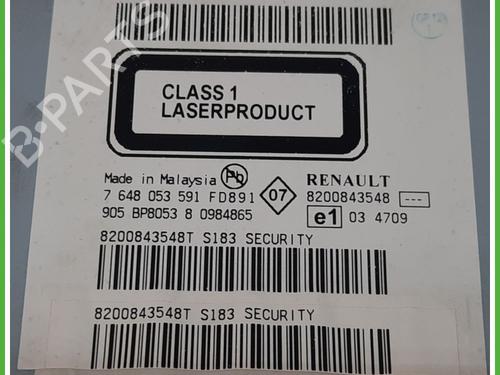 CLASS 1
LASERPRODUCT
Made in Malaysia Pb RENAULT
7 648 053 591 FD891 07 8200843548 ---
905 BP8053 8 0984865 e1 03 4709
8200843548T S183 SECURITY
8200843548T S183 SECURITY
B-PARTS